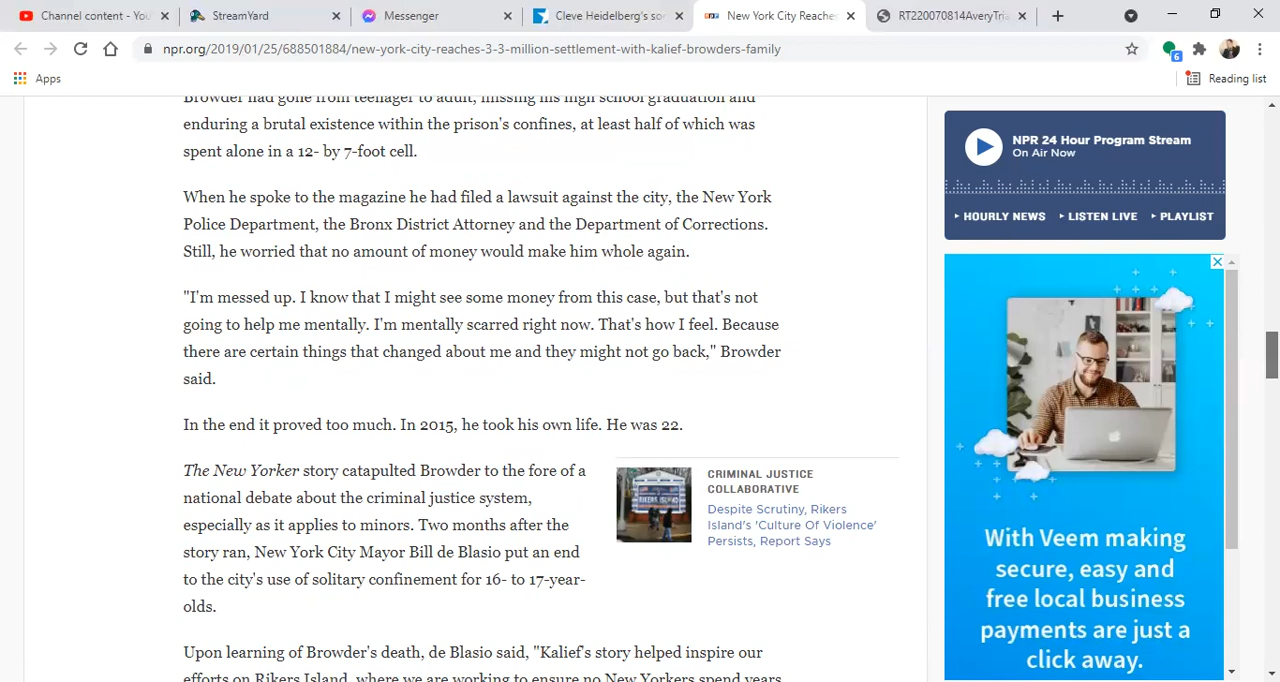 Channel content - You
StreamYard
Messenger
Cleve Heidelberg's so
New York City Reache
RT220070814AveryTria
npr.org/2019/01/25/688501884/new-york-city-reaches-3-3-million-settlement-with-kalief-browders-family
6
Apps
Reading list
Browder had gone from teenager to adult, missing his high school graduation and
enduring a brutal existence within the prison's confines, at least half of which was
spent alone in a 12- by 7-foot cell.
When he spoke to the magazine he had filed a lawsuit against the city, the New York
Police Department, the Bronx District Attorney and the Department of Corrections.
Still, he worried that no amount of money would make him whole again.
"I'm messed up. I know that I might see some money from this case, but that's not
going to help me mentally. I'm mentally scarred right now. That's how I feel. Because
there are certain things that changed about me and they might not go back," Browder
said.
In the end it proved too much. In 2015, he took his own life. He was 22.
The New Yorker story catapulted Browder to the fore of a
national debate about the criminal justice system,
especially as it applies to minors. Two months after the
story ran, New York City Mayor Bill de Blasio put an end
to the city's use of solitary confinement for 16- to 17-year-
olds.
CRIMINAL JUSTICE
COLLABORATIVE
Despite Scrutiny, Rikers
Island's 'Culture Of Violence'
Persists, Report Says
Upon learning of Browder's death, de Blasio said, "Kalief's story helped inspire our
efforts on Rikers Island, where we are working to ensure no New Yorkers spend years
NPR 24 Hour Program Stream
On Air Now
HOURLY NEWS
LISTEN LIVE
PLAYLIST
With Veem making
secure, easy and
free local business
payments are just a
click away.